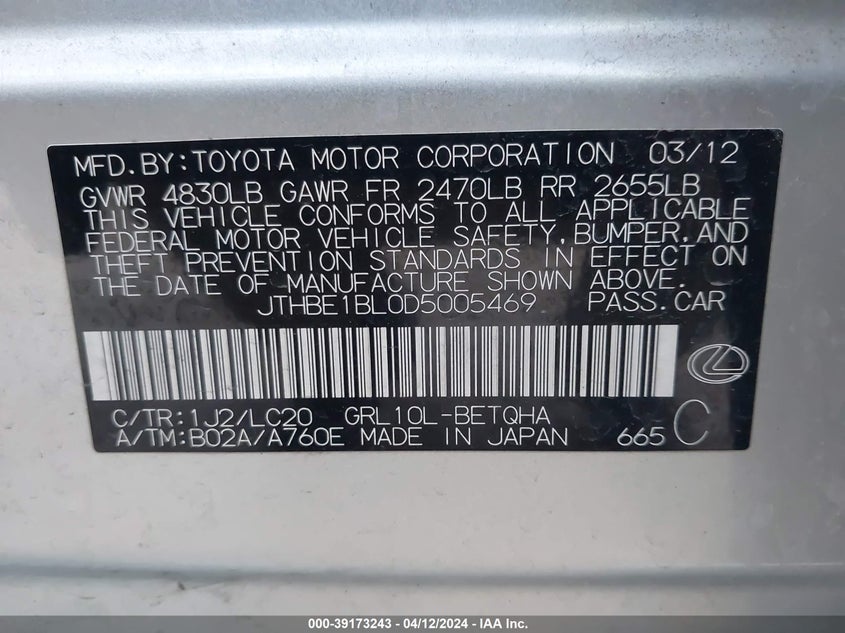 MFD.BY:TOYOTA MOTOR CORPORATION 03/12
GVWR 4830LB GAWR FR 2470LB RR 2655LB
THIS VEHICLE CONFORMS TO ALL APPLICABLE
FEDERAL MOTOR VEHICLE SAFETY,BUMPER,AND
THEFT PREVENTION STANDARDS IN EFFECT ON
THE DATE OF MANUFACTURE SHOWN ABOVE.
JTHBE1BL0D5005469 PASS.CAR
C/TR:1J2/LC20 GRL10L-BETQHA
A/TM:B02A/A760E MADE IN JAPAN 665 C
000-39173243 - 04/12/2024 - IAA Inc.